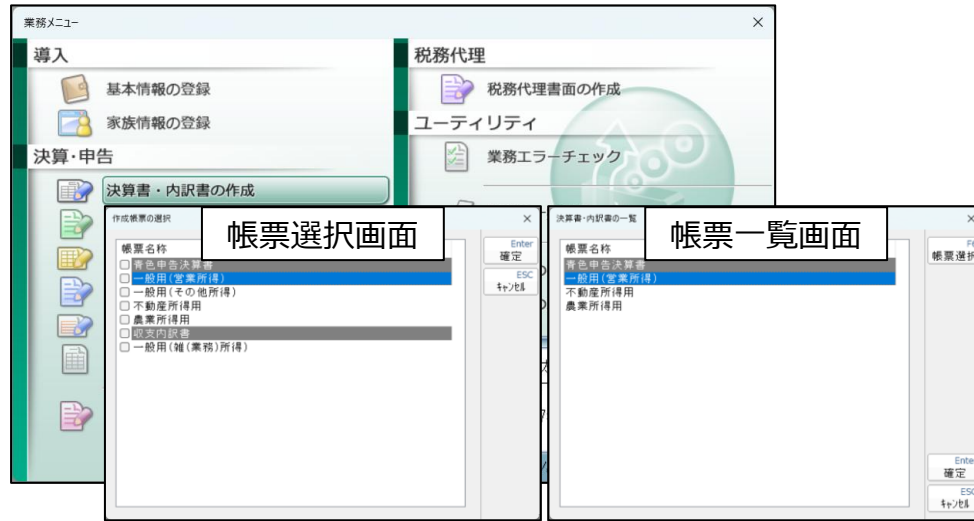 業務メニュー
導入
基本情報の登録
家族情報の登録
決算・申告
決算書・内訳書の作成
税務代理
税務代理書面の作成
ユーティリティ
業務エラーチェック
作成帳票の選択
帳票選択画面
帳票名称
青色申告決算書
一般用(営業所得)
一般用(その他所得)
不動産所得用
農業所得用
収支内訳書
一般用(雑(業務)所得)
Enter
確定
ESC
キャンセル
決算書・内訳書の一覧
帳票一覧画面
帳票名称
青色申告決算書
一般用(営業所得)
不動産所得用
農業所得用
帳票選択
Enter
確定
ESC
キャンセル